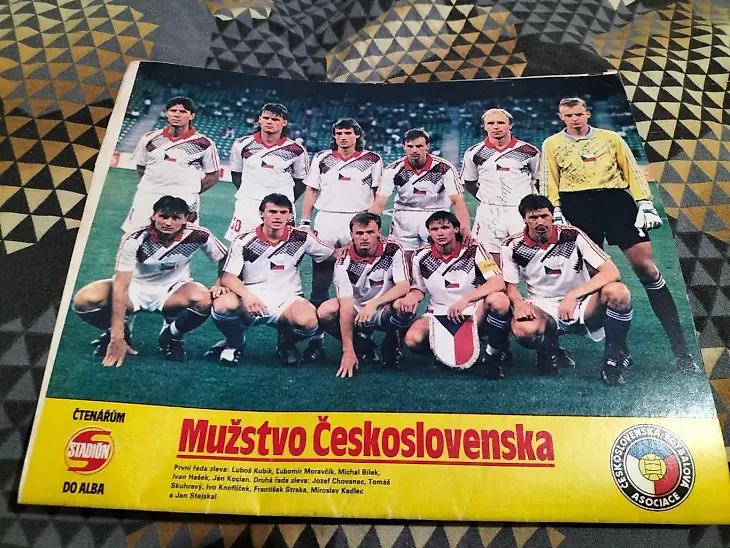 ČTENÁŘŮM
STADIÓN
DO ALBA
Mužstvo Československa
První řada zleva: Luboš Kubík, Ľubomír Moravčík, Michal Bílek,
Ivan Hašek, Ján Kocian. Druhá řada zleva: Jozef Chovanec, Tomáš
Skuhravý, Ivo Knoflíček, František Straka, Miroslav Kadlec
a Jan Stejskal
ČESKOSLOVENSKÁ FOTBALOVÁ
ASOCIACE